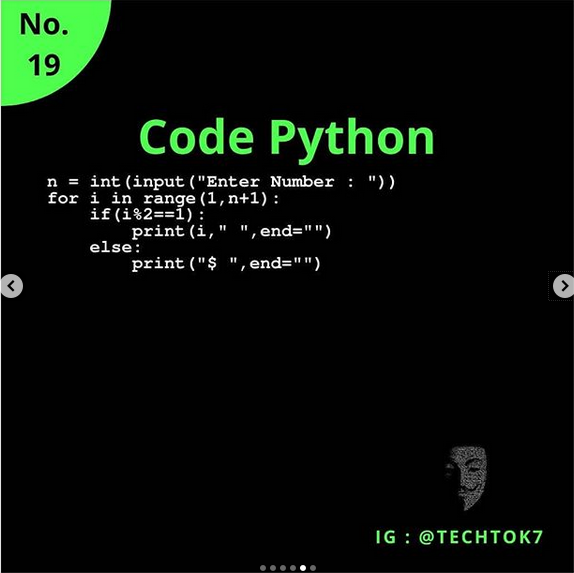 No.
19
Code Python
n = int(input("Enter Number : "))
for i in range(1,n+1):
    if(i%2==1):
        print(i," ",end="")
    else:
        print("$ ",end="")
IG : @TECHTOK7